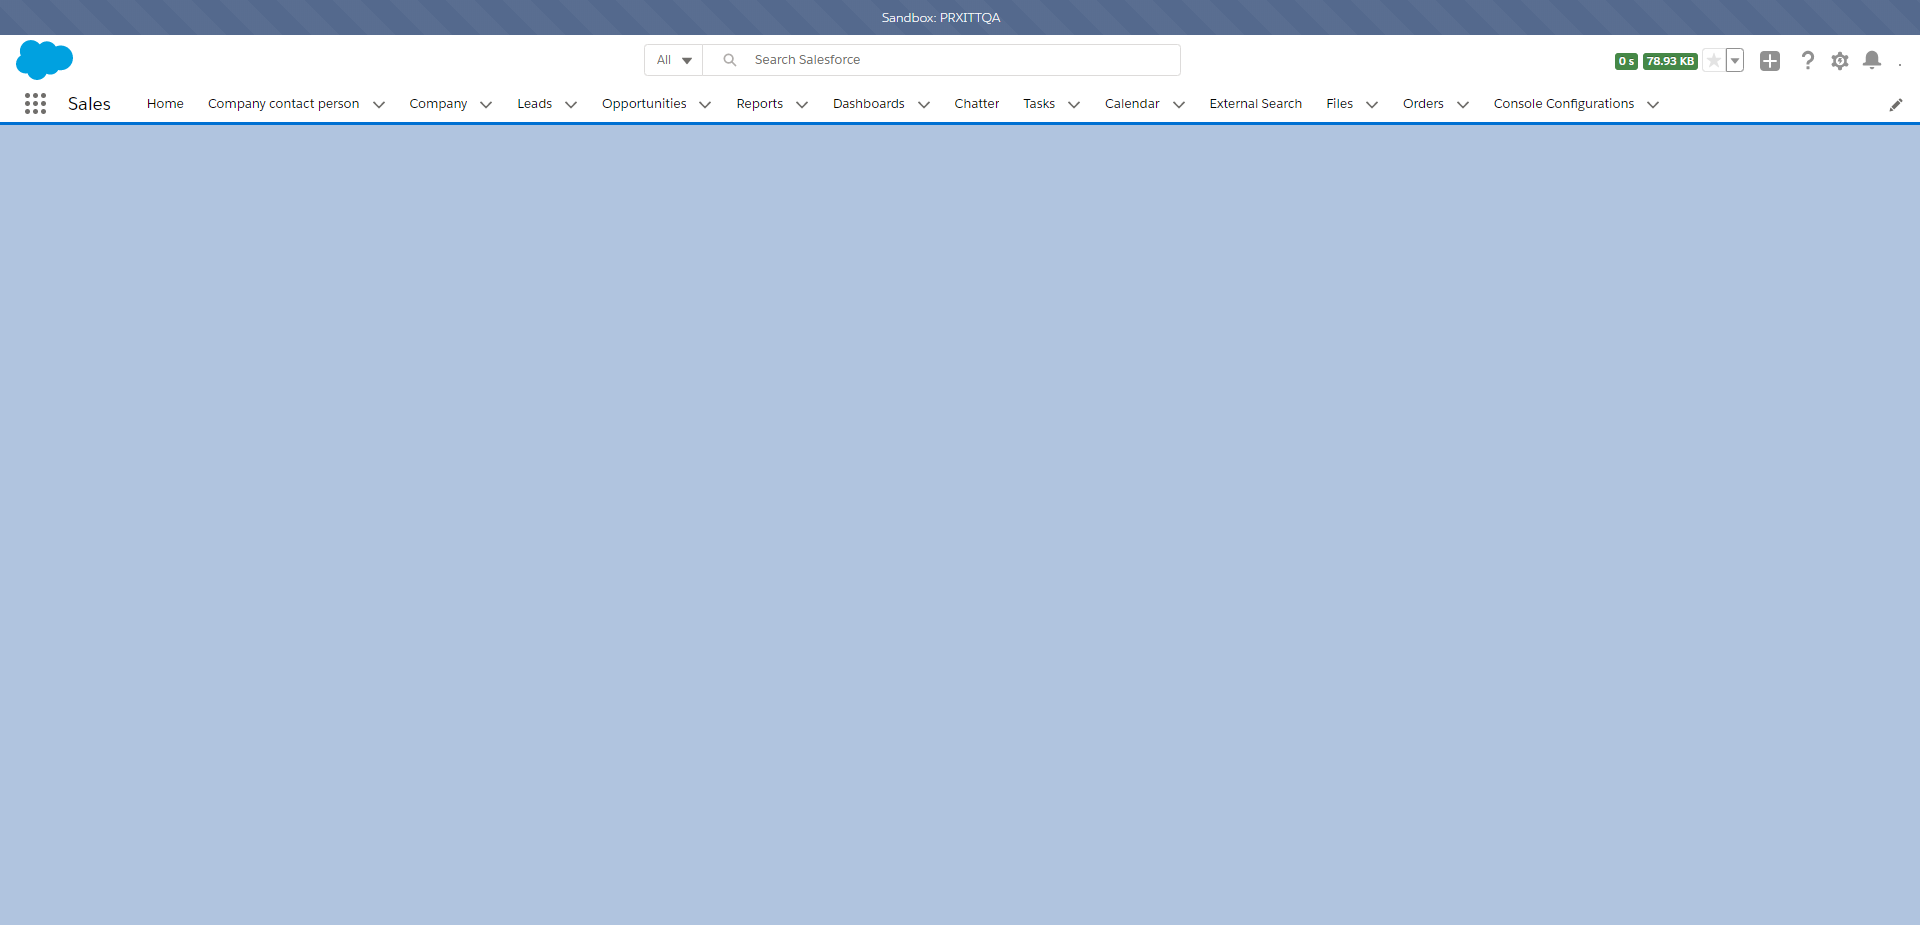 Sandbox: PRXITTQA
All Search Salesforce 0 s 78.93 KB
Sales Home Company contact person Company Leads Opportunities Reports Dashboards Chatter Tasks Calendar External Search Files Orders Console Configurations